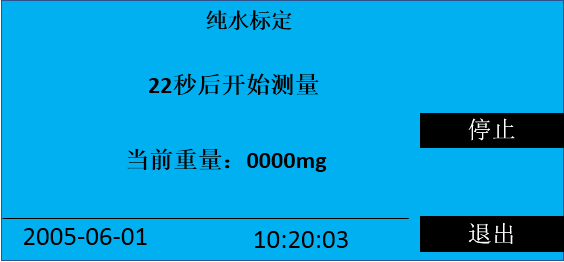 纯水标定
22秒后开始测量
停止
当前重量：0000mg
退出
2005-06-01 10:20:03